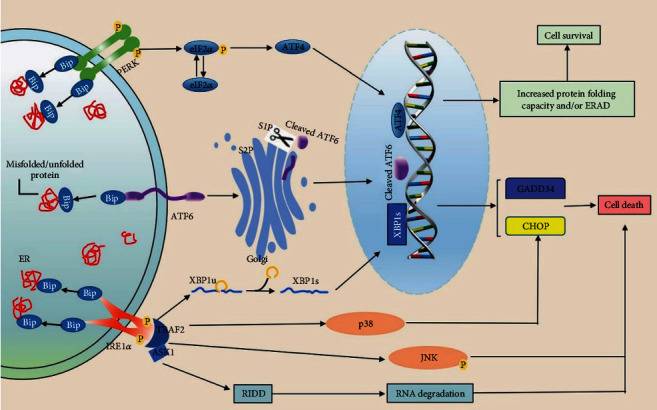 P
P
PERK
Bip
Bip
Bip
Bip
eIF2α
P
ATF4
eIF2α
Cell survival
Increased protein folding
capacity and/or ERAD
ATF4
S1P
Cleaved ATF6
S2P
Misfolded/unfolded
protein
Bip
Bip
ATF6
Cleaved ATF6
GADD34
CHOP
Cell death
XBP1s
Golgi
ER
XBP1u
XBP1s
Bip
Bip
Bip
Bip
P
P
TRAF2
IRE1α
ASK1
p38
JNK
P
RIDD
RNA degradation